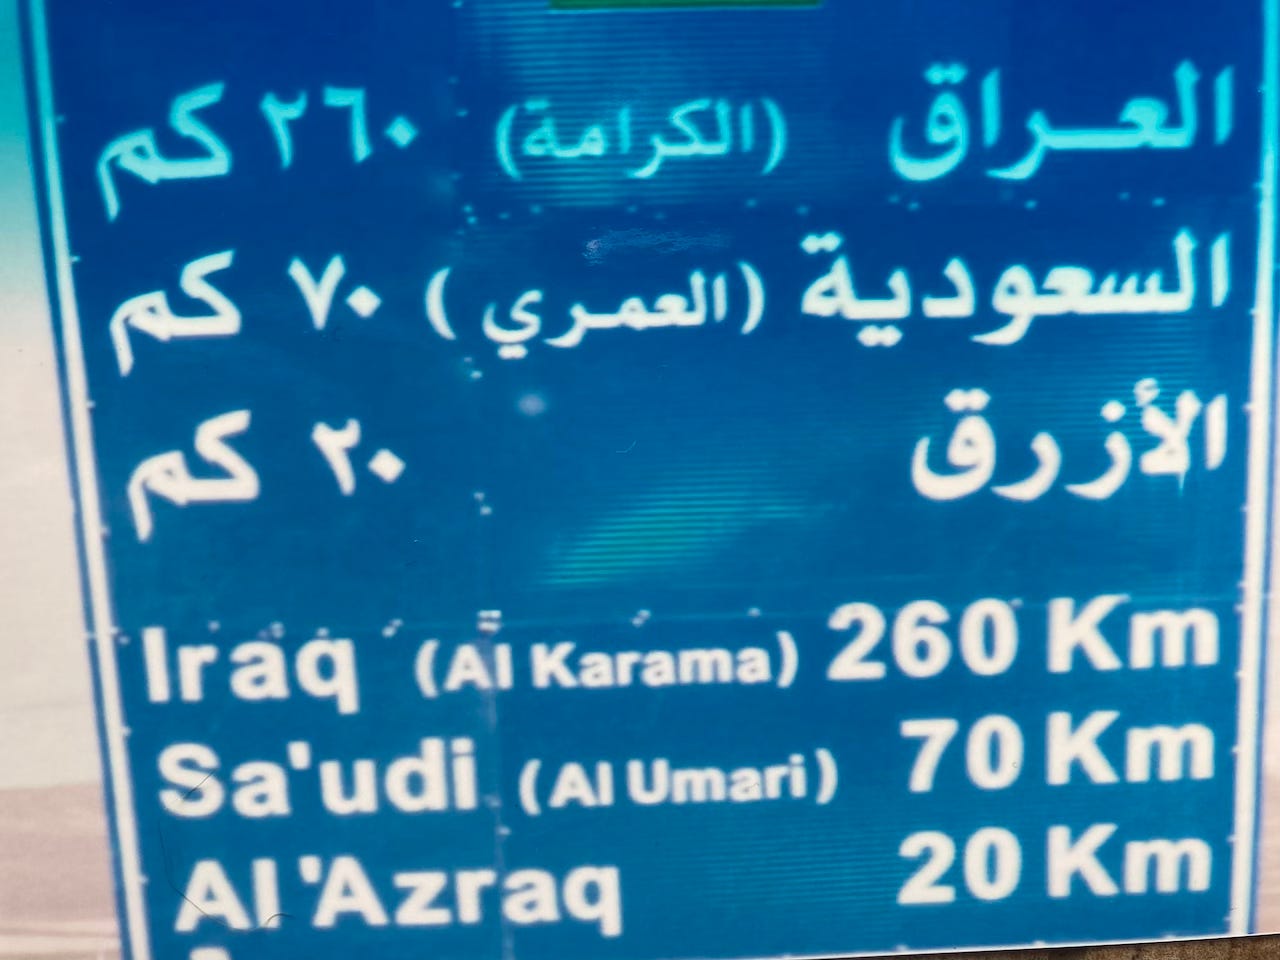 العراق (الكرامة) ٢٦٠ كم
السعودية (العمري) ٧٠ كم
الأزرق ٢٠ كم
Iraq (Al Karama) 260 Km
Sa'udi (Al Umari) 70 Km
Al 'Azraq 20 Km